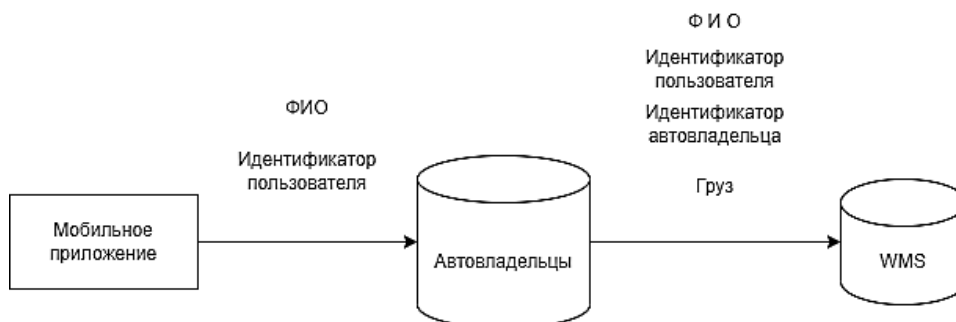 Ф И О
Идентификатор
пользователя
Идентификатор
автовладельца
Груз
ФИО
Идентификатор
пользователя
Мобильное
приложение
Автовладельцы
WMS